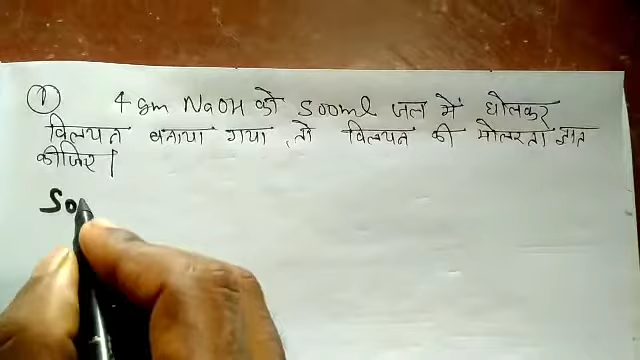 ① 4 gm NaOH को 500ml जल में घोलकर
विलयन बनाया गया, तो विलयन की मोलरता ज्ञात
कीजिए।
So